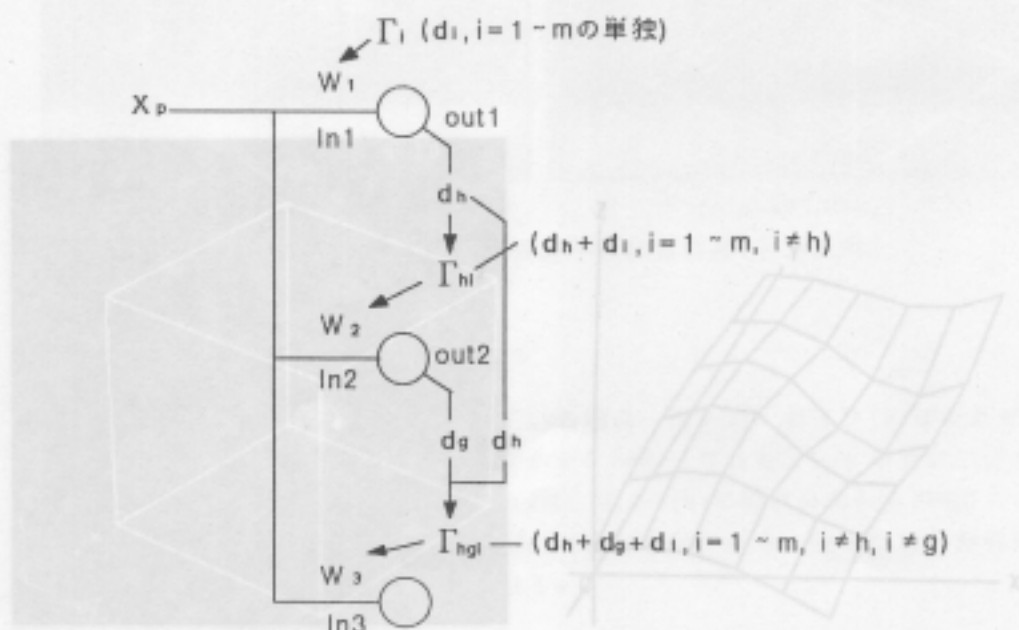 Γi (di, i=1~mの単独)
W1
Xp
In1
out1
dh
(dh+di, i=1~m, i≠h)
Γhi
W2
out2
In2
dg dh
Γhgi (dh+dg+di, i=1~m, i≠h, i≠g)
W3
In3